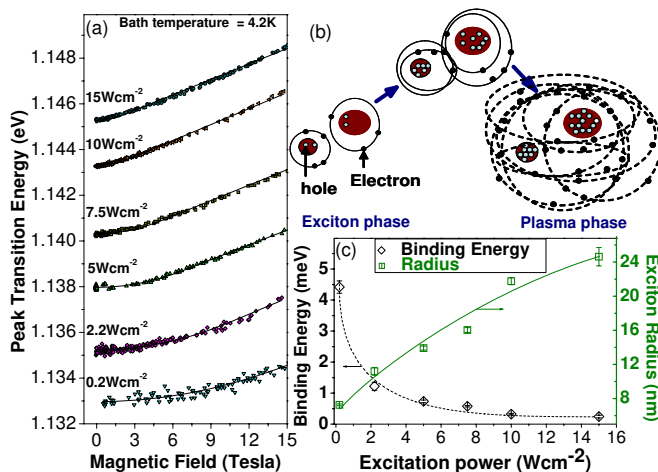 (a)
Bath temperature = 4.2K
Peak Transition Energy (eV)
1.148
1.146
1.144
1.142
1.140
1.138
1.136
1.134
1.132
15Wcm-2
10Wcm-2
7.5Wcm-2
5Wcm-2
2.2Wcm-2
0.2Wcm-2
0 3 6 9 12 15
Magnetic Field (Tesla)
(b)
hole
Electron
Exciton phase
Plasma phase
(c)
Binding Energy
Radius
Binding Energy (meV)
5
4
3
2
1
0
24
20
16
12
8
Exciton Radius (nm)
0 2 4 6 8 10 12 14 16
Excitation power (Wcm-2)